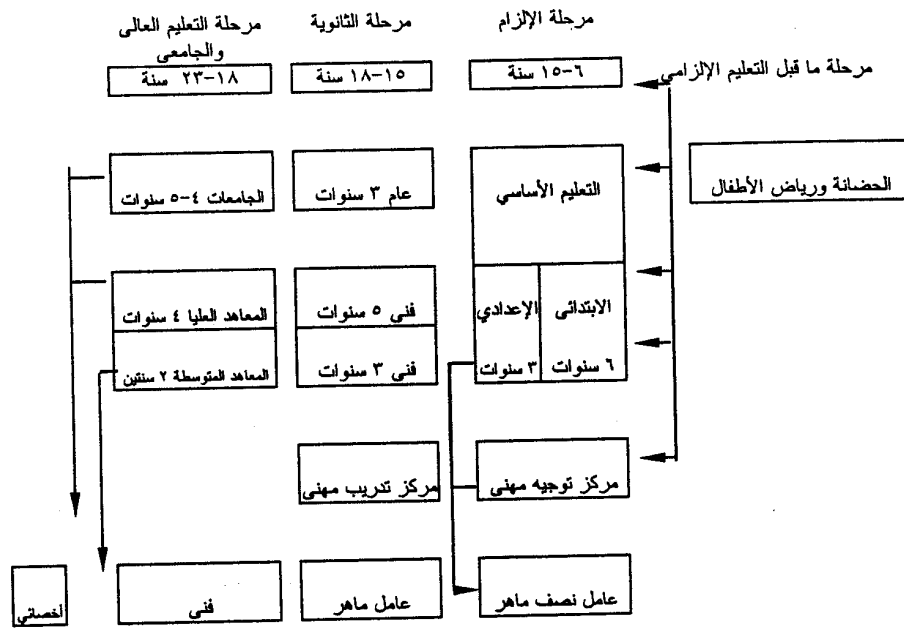 مرحلة الإلزام
مرحلة الثانوية
مرحلة التعليم العالى
والجامعى
مرحلة ما قبل التعليم الإلزامي
٦-١٥ سنة
١٥-١٨ سنة
١٨-٢٣ سنة
الحضانة ورياض الأطفال
التعليم الأساسي
عام ٣ سنوات
الجامعات ٤-٥ سنوات
الابتدائى
٦ سنوات
الإعدادي
٣ سنوات
فنى ٥ سنوات
المعاهد العليا ٤ سنوات
فنى ٣ سنوات
المعاهد المتوسطة ٢ سنتين
مركز توجيه مهنى
مركز تدريب مهنى
عامل نصف ماهر
عامل ماهر
فنى
أخصائي